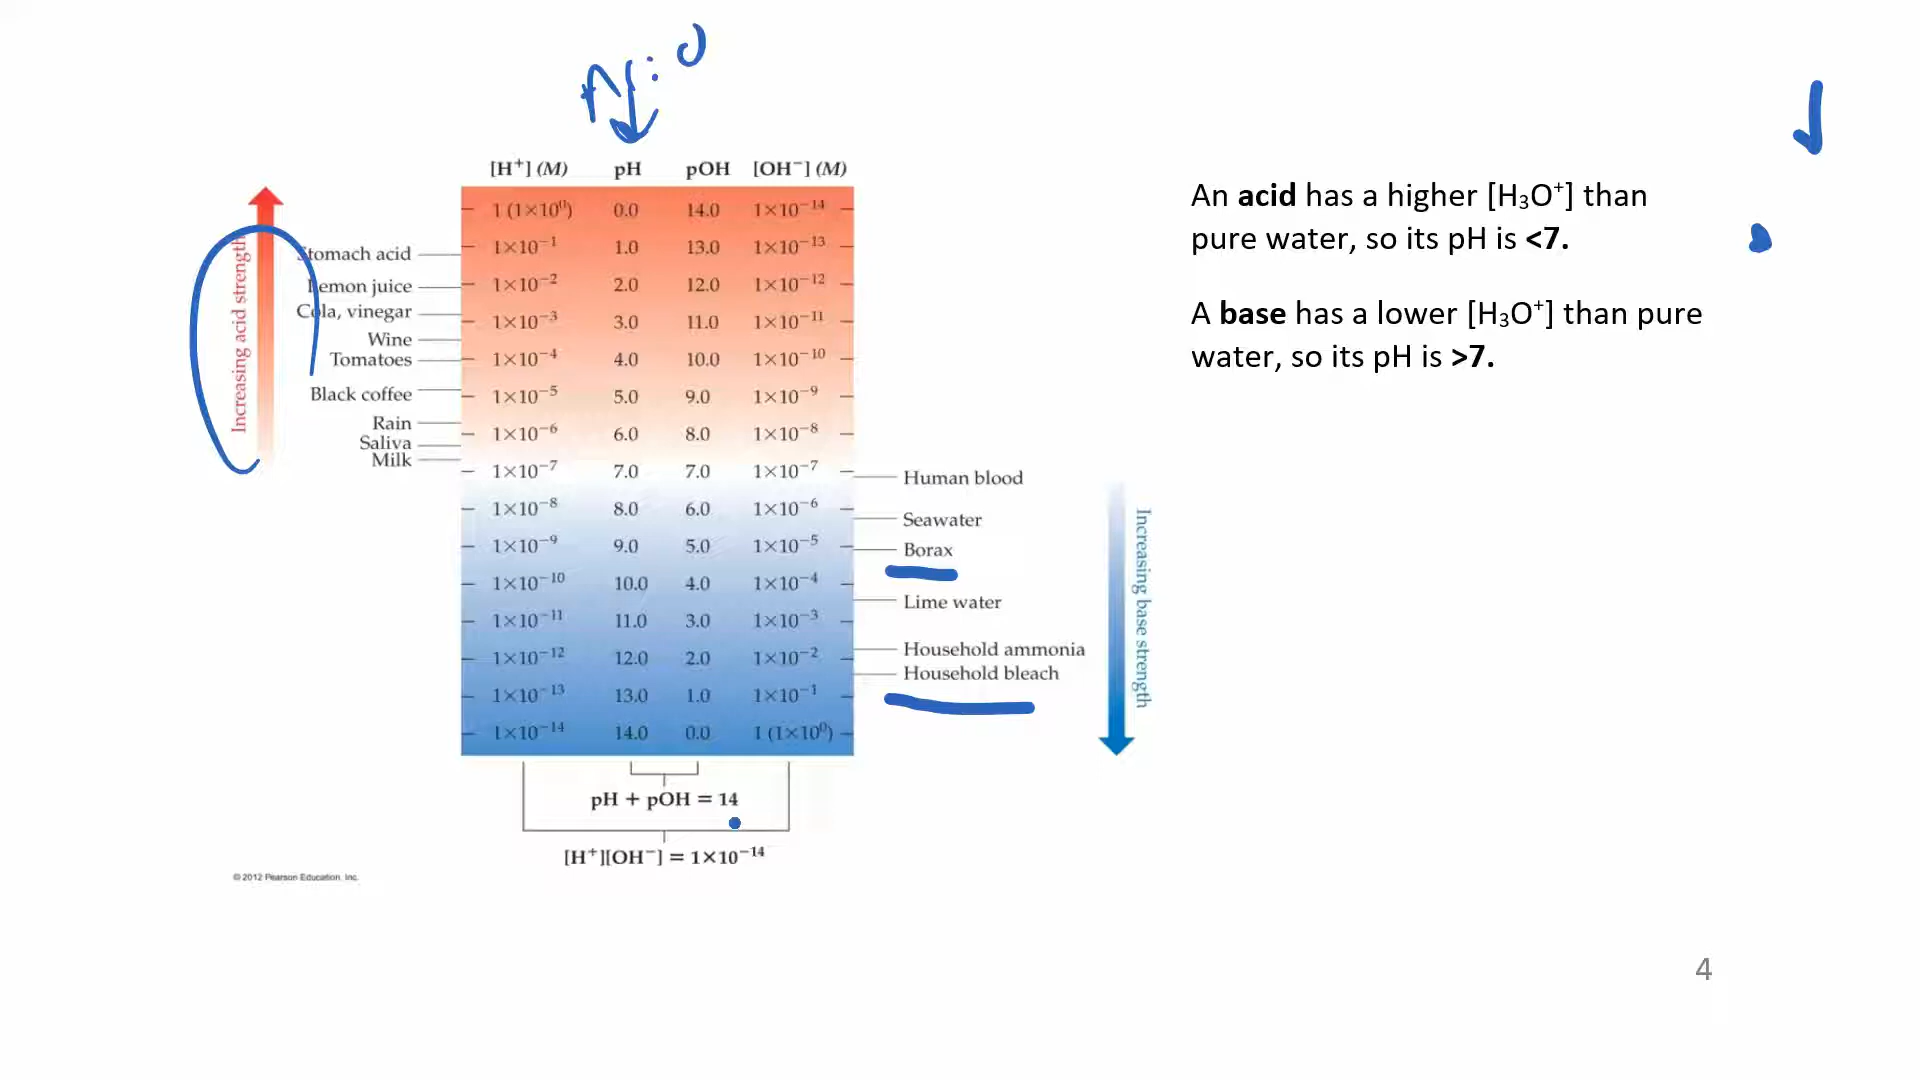 [H⁺] (M) pH pOH [OH⁻] (M)
1 (1×10⁰) 0.0 14.0 1×10⁻¹⁴
Stomach acid 1×10⁻¹ 1.0 13.0 1×10⁻¹³
Lemon juice 1×10⁻² 2.0 12.0 1×10⁻¹²
Cola, vinegar 1×10⁻³ 3.0 11.0 1×10⁻¹¹
Wine
Tomatoes 1×10⁻⁴ 4.0 10.0 1×10⁻¹⁰
Black coffee 1×10⁻⁵ 5.0 9.0 1×10⁻⁹
Rain 1×10⁻⁶ 6.0 8.0 1×10⁻⁸
Saliva
Milk
1×10⁻⁷ 7.0 7.0 1×10⁻⁷ Human blood
1×10⁻⁸ 8.0 6.0 1×10⁻⁶ Seawater
1×10⁻⁹ 9.0 5.0 1×10⁻⁵ Borax
1×10⁻¹⁰ 10.0 4.0 1×10⁻⁴ Lime water
1×10⁻¹¹ 11.0 3.0 1×10⁻³
1×10⁻¹² 12.0 2.0 1×10⁻² Household ammonia
Household bleach
1×10⁻¹³ 13.0 1.0 1×10⁻¹
1×10⁻¹⁴ 14.0 0.0 1 (1×10⁰)
Increasing acid strength
Increasing base strength
pH + pOH = 14
[H⁺][OH⁻] = 1×10⁻¹⁴
© 2012 Pearson Education, Inc.
An acid has a higher [H₃O⁺] than
pure water, so its pH is <7.
A base has a lower [H₃O⁺] than pure
water, so its pH is >7.
4